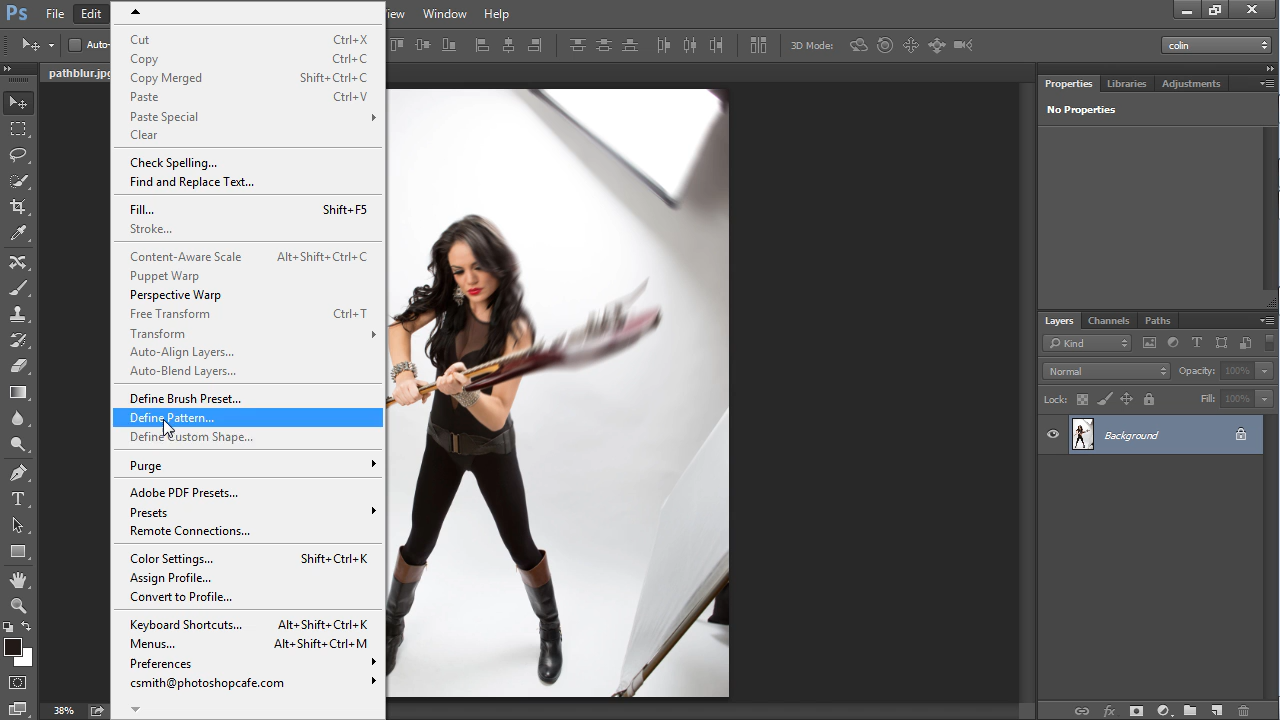 Ps File Edit View Window Help
Auto- 3D Mode: colin
pathblur.jpg
Cut Ctrl+X
Copy Ctrl+C
Copy Merged Shift+Ctrl+C
Paste Ctrl+V
Paste Special
Clear
Check Spelling...
Find and Replace Text...
Fill... Shift+F5
Stroke...
Content-Aware Scale Alt+Shift+Ctrl+C
Puppet Warp
Perspective Warp
Free Transform Ctrl+T
Transform
Auto-Align Layers...
Auto-Blend Layers...
Define Brush Preset...
Define Pattern...
Define Custom Shape...
Purge
Adobe PDF Presets...
Presets
Remote Connections...
Color Settings... Shift+Ctrl+K
Assign Profile...
Convert to Profile...
Keyboard Shortcuts... Alt+Shift+Ctrl+K
Menus... Alt+Shift+Ctrl+M
Preferences
csmith@photoshopcafe.com
38%
Properties Libraries Adjustments
No Properties
Layers Channels Paths
Kind
Normal Opacity: 100%
Lock: Fill: 100%
Background
fx